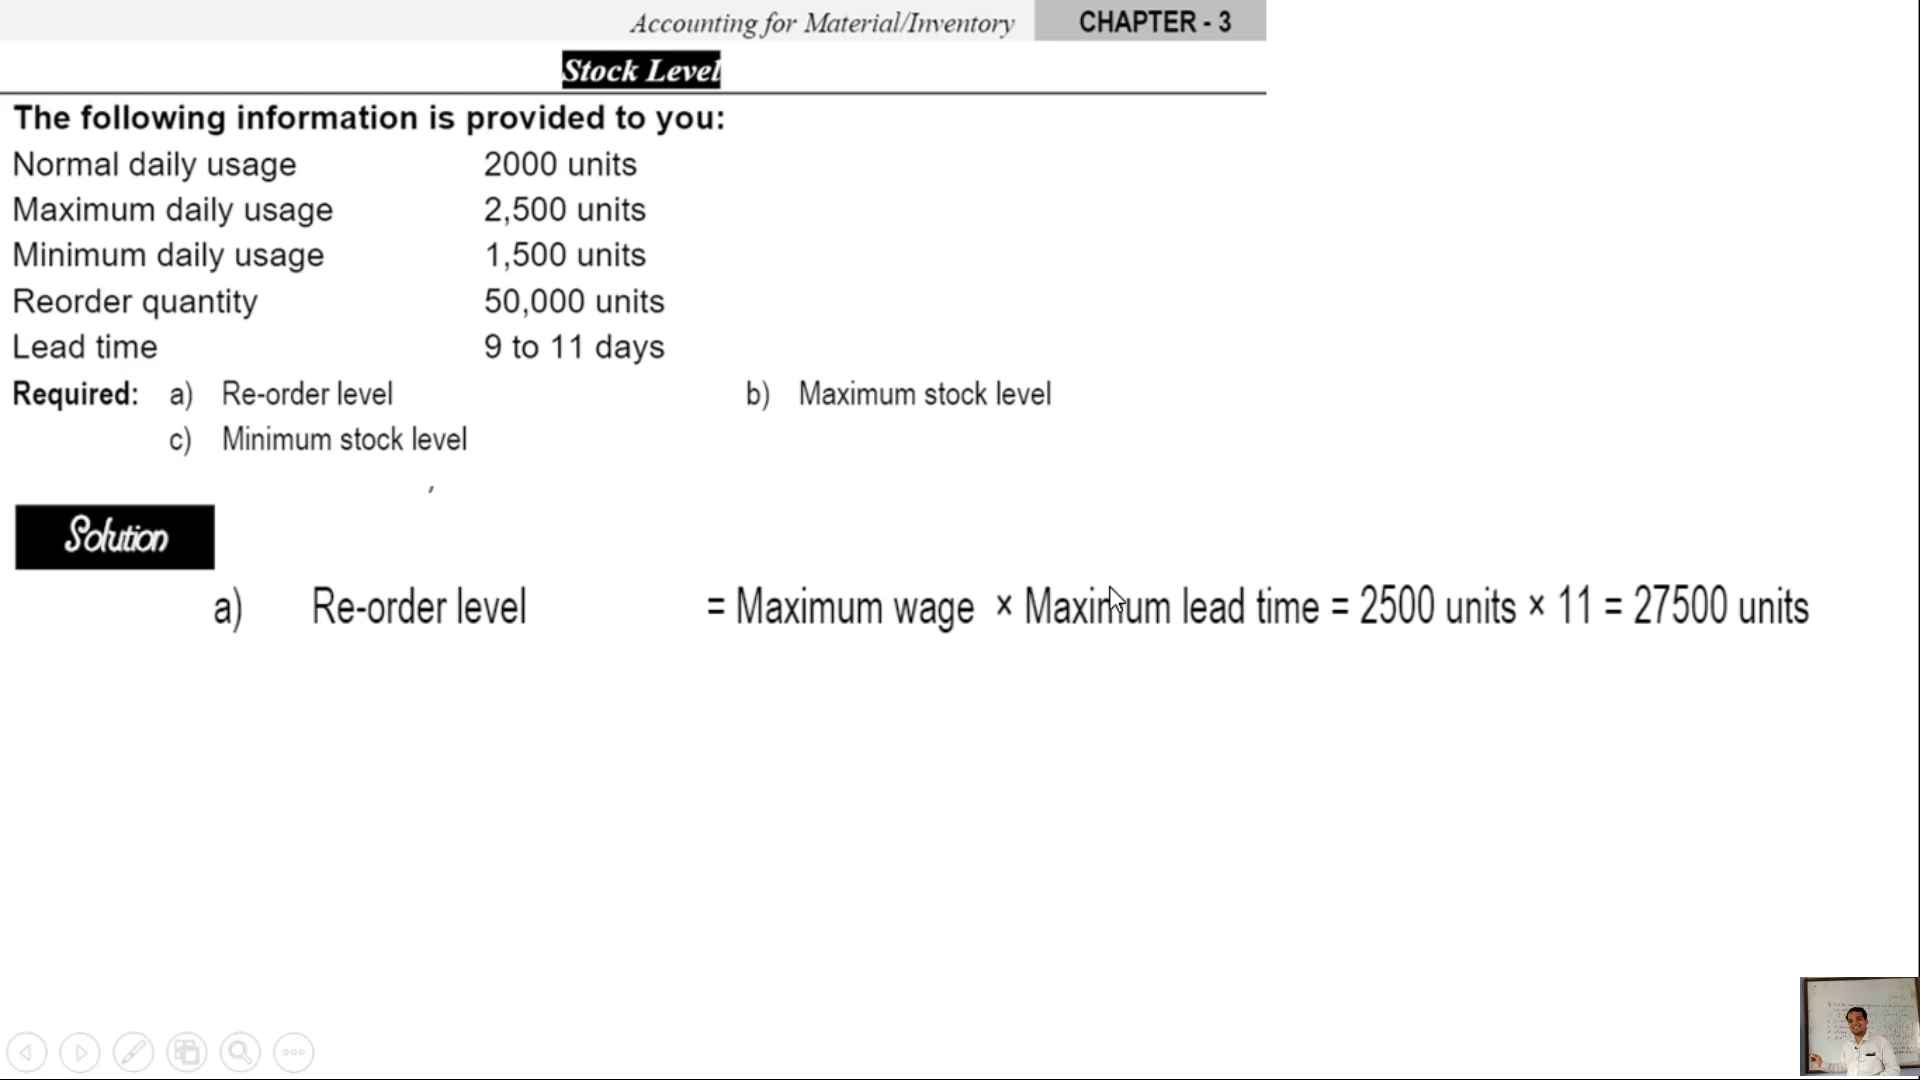 Accounting for Material/Inventory CHAPTER - 3
Stock Level
The following information is provided to you:
Normal daily usage 2000 units
Maximum daily usage 2,500 units
Minimum daily usage 1,500 units
Reorder quantity 50,000 units
Lead time 9 to 11 days
Required: a) Re-order level b) Maximum stock level
c) Minimum stock level
Solution
a) Re-order level = Maximum wage × Maximum lead time = 2500 units × 11 = 27500 units